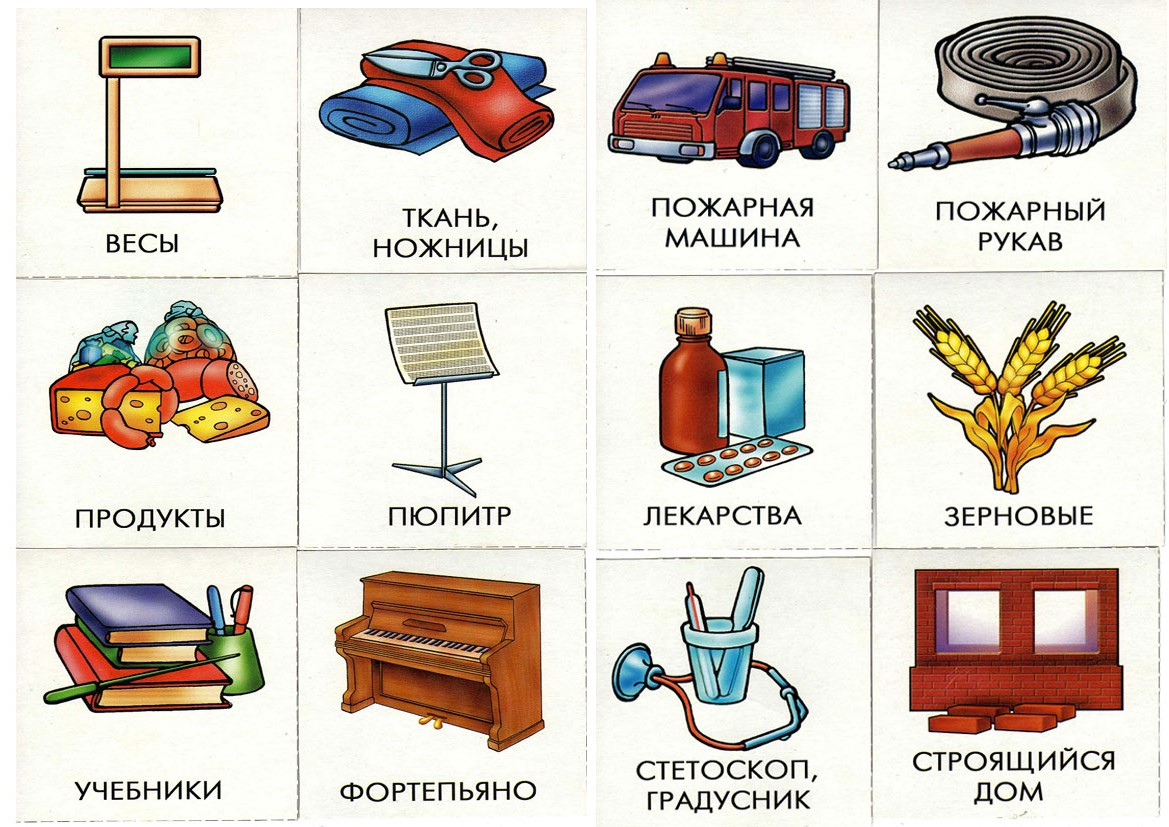 ВЕСЫ
ТКАНЬ,
НОЖНИЦЫ
ПОЖАРНАЯ
МАШИНА
ПОЖАРНЫЙ
РУКАВ
ПРОДУКТЫ
ПЮПИТР
ЛЕКАРСТВА
ЗЕРНОВЫЕ
УЧЕБНИКИ
ФОРТЕПЬЯНО
СТЕТОСКОП,
ГРАДУСНИК
СТРОЯЩИЙСЯ
ДОМ